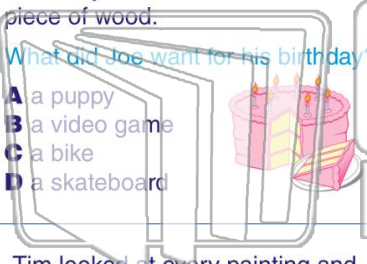 piece of wood.
What did Joe want for his birthday?
A a puppy
B a video game
C a bike
D a skateboard
Tim looked at every painting and